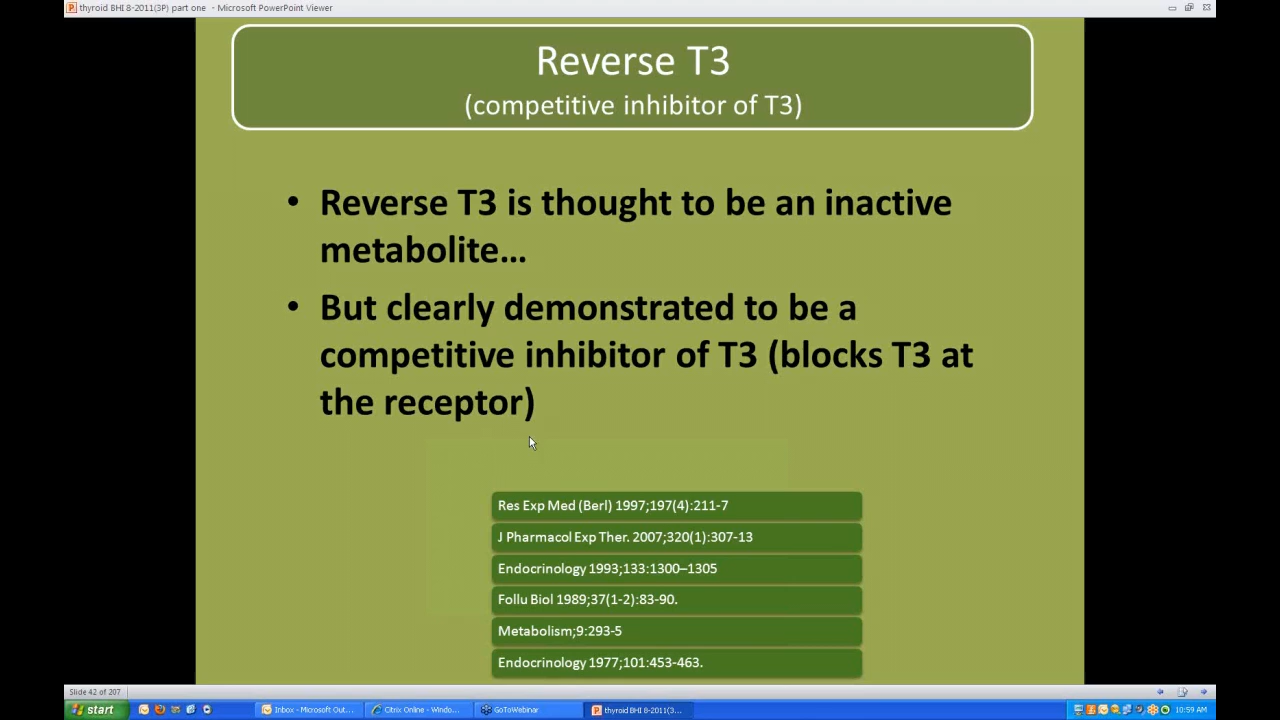 thyroid BHI 8-2011(3P) part one - Microsoft PowerPoint Viewer
Reverse T3
(competitive inhibitor of T3)
• Reverse T3 is thought to be an inactive
metabolite...
• But clearly demonstrated to be a
competitive inhibitor of T3 (blocks T3 at
the receptor)
Res Exp Med (Berl) 1997;197(4):211-7
J Pharmacol Exp Ther. 2007;320(1):307-13
Endocrinology 1993;133:1300–1305
Follu Biol 1989;37(1-2):83-90.
Metabolism;9:293-5
Endocrinology 1977;101:453-463.
Slide 42 of 207
start
Inbox - Microsoft Out...
Citrix Online - Windo...
GoToWebinar
thyroid BHI 8-2011(3...
10:59 AM